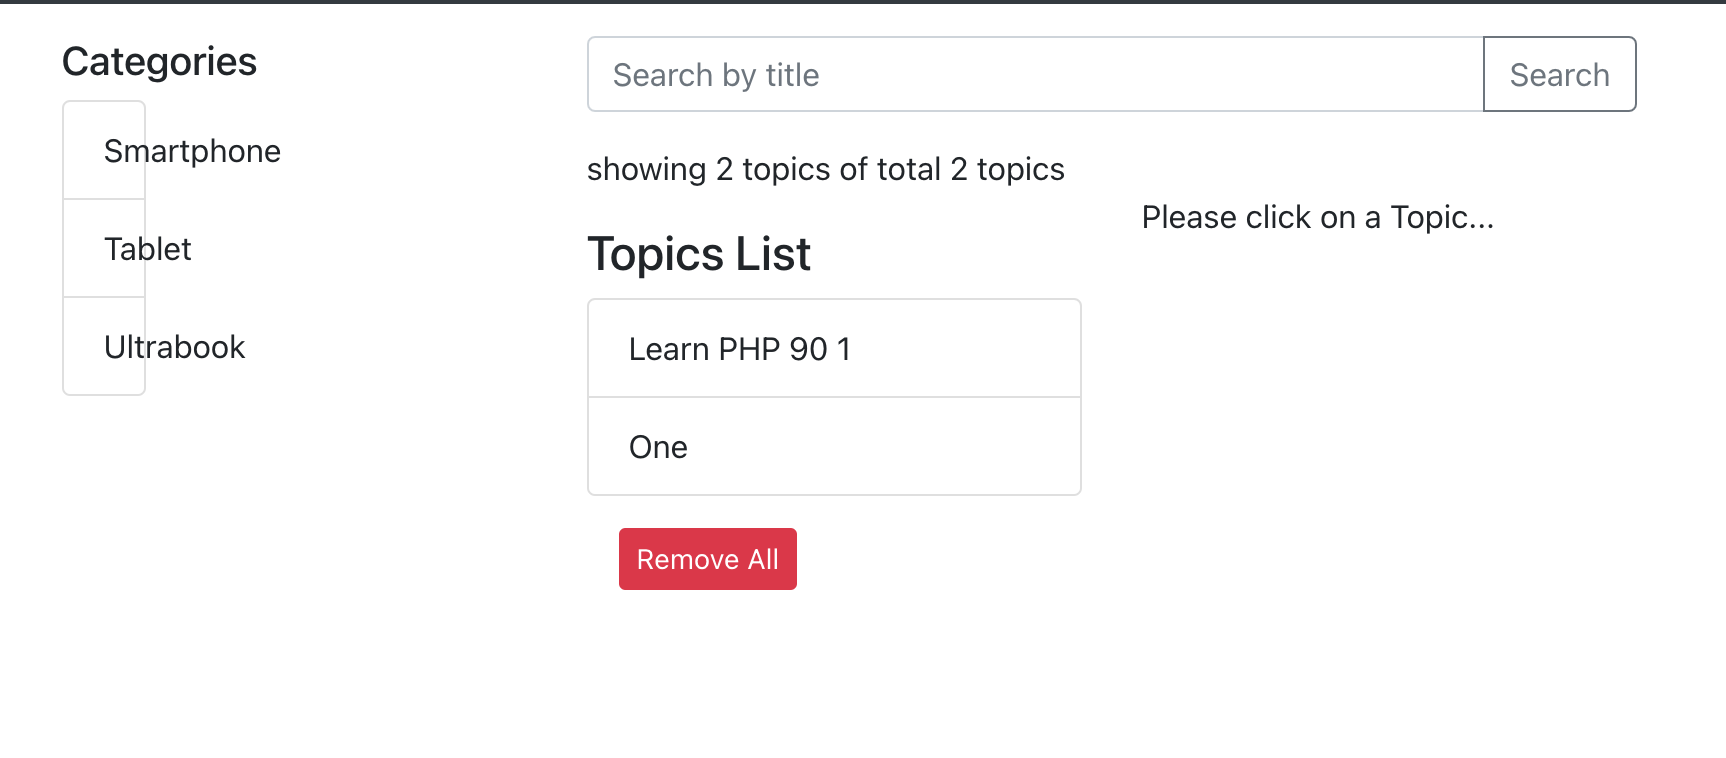 Categories
Smartphone
Tablet
Ultrabook
Search by title
Search
showing 2 topics of total 2 topics
Please click on a Topic...
Topics List
Learn PHP 90 1
One
Remove All